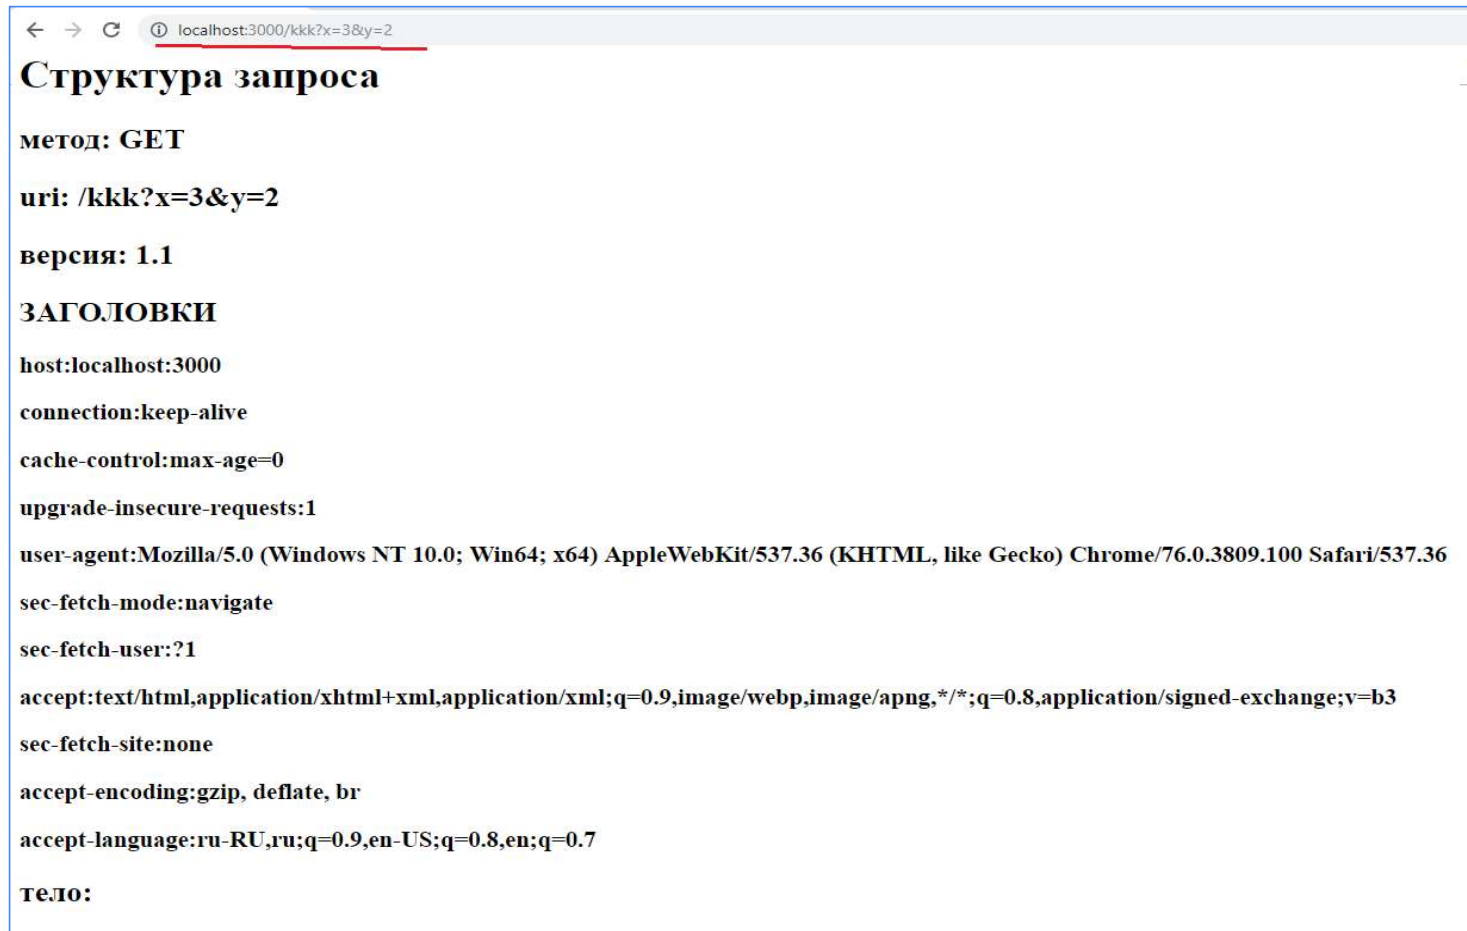 localhost:3000/kkk?x=3&y=2
Структура запроса
метод: GET
uri: /kkk?x=3&y=2
версия: 1.1
ЗАГОЛОВКИ
host:localhost:3000
connection:keep-alive
cache-control:max-age=0
upgrade-insecure-requests:1
user-agent:Mozilla/5.0 (Windows NT 10.0; Win64; x64) AppleWebKit/537.36 (KHTML, like Gecko) Chrome/76.0.3809.100 Safari/537.36
sec-fetch-mode:navigate
sec-fetch-user:?1
accept:text/html,application/xhtml+xml,application/xml;q=0.9,image/webp,image/apng,*/*;q=0.8,application/signed-exchange;v=b3
sec-fetch-site:none
accept-encoding:gzip, deflate, br
accept-language:ru-RU,ru;q=0.9,en-US;q=0.8,en;q=0.7
тело: